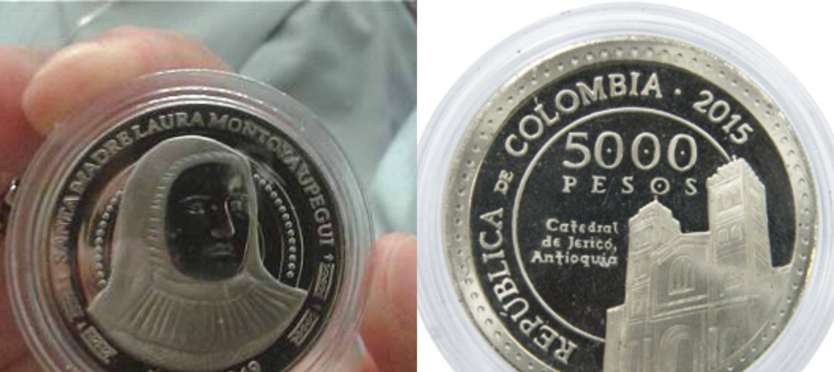 SANTA MADRE LAURA MONTOYA UPEGUI
REPÚBLICA DE COLOMBIA · 2015
5000
PESOS
Catedral
de Jericó,
Antioquia